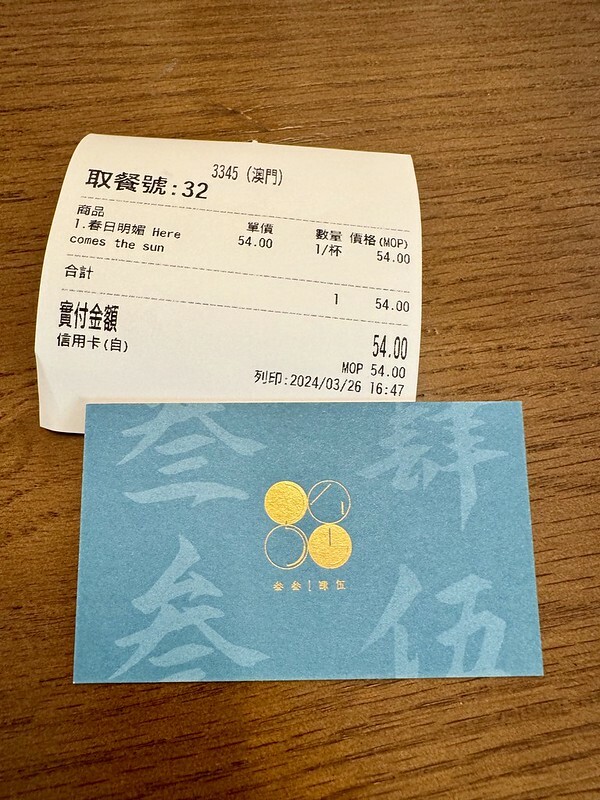 3345 (澳門)
取餐號:32
商品 單價 數量 價格(MOP)
1.春日明媚 Here 54.00 1/杯 54.00
comes the sun
合計 1 54.00
實付金額 54.00
信用卡(自) MOP 54.00
列印:2024/03/26 16:47
叁 肆
叁叁|肆伍
叁 伍